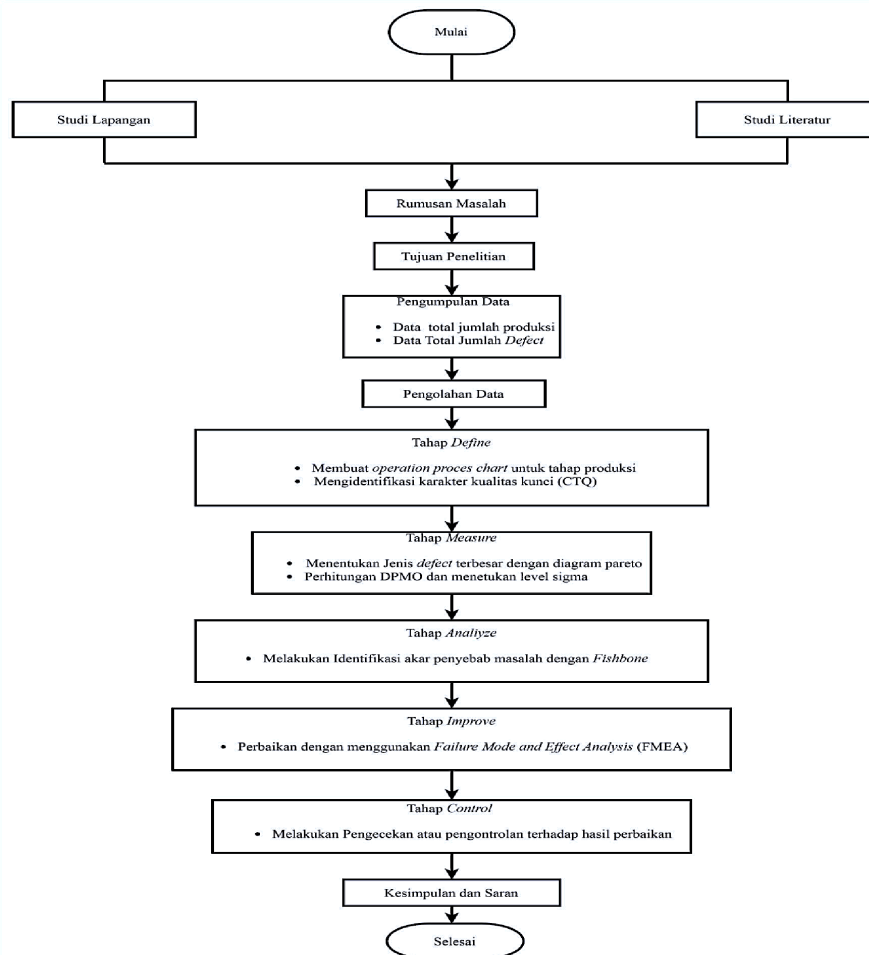 Mulai
Studi Lapangan
Studi Literatur
Rumusan Masalah
Tujuan Penelitian
Pengumpulan Data
• Data total jumlah produksi
• Data Total Jumlah Defect
Pengolahan Data
Tahap Define
• Membuat operation proces chart untuk tahap produksi
• Mengidentifikasi karakter kualitas kunci (CTQ)
Tahap Measure
• Menentukan Jenis defect terbesar dengan diagram pareto
• Perhitungan DPMO dan menetukan level sigma
Tahap Analiyze
• Melakukan Identifikasi akar penyebab masalah dengan Fishbone
Tahap Improve
• Perbaikan dengan menggunakan Failure Mode and Effect Analysis (FMEA)
Tahap Control
• Melakukan Pengecekan atau pengontrolan terhadap hasil perbaikan
Kesimpulan dan Saran
Selesai